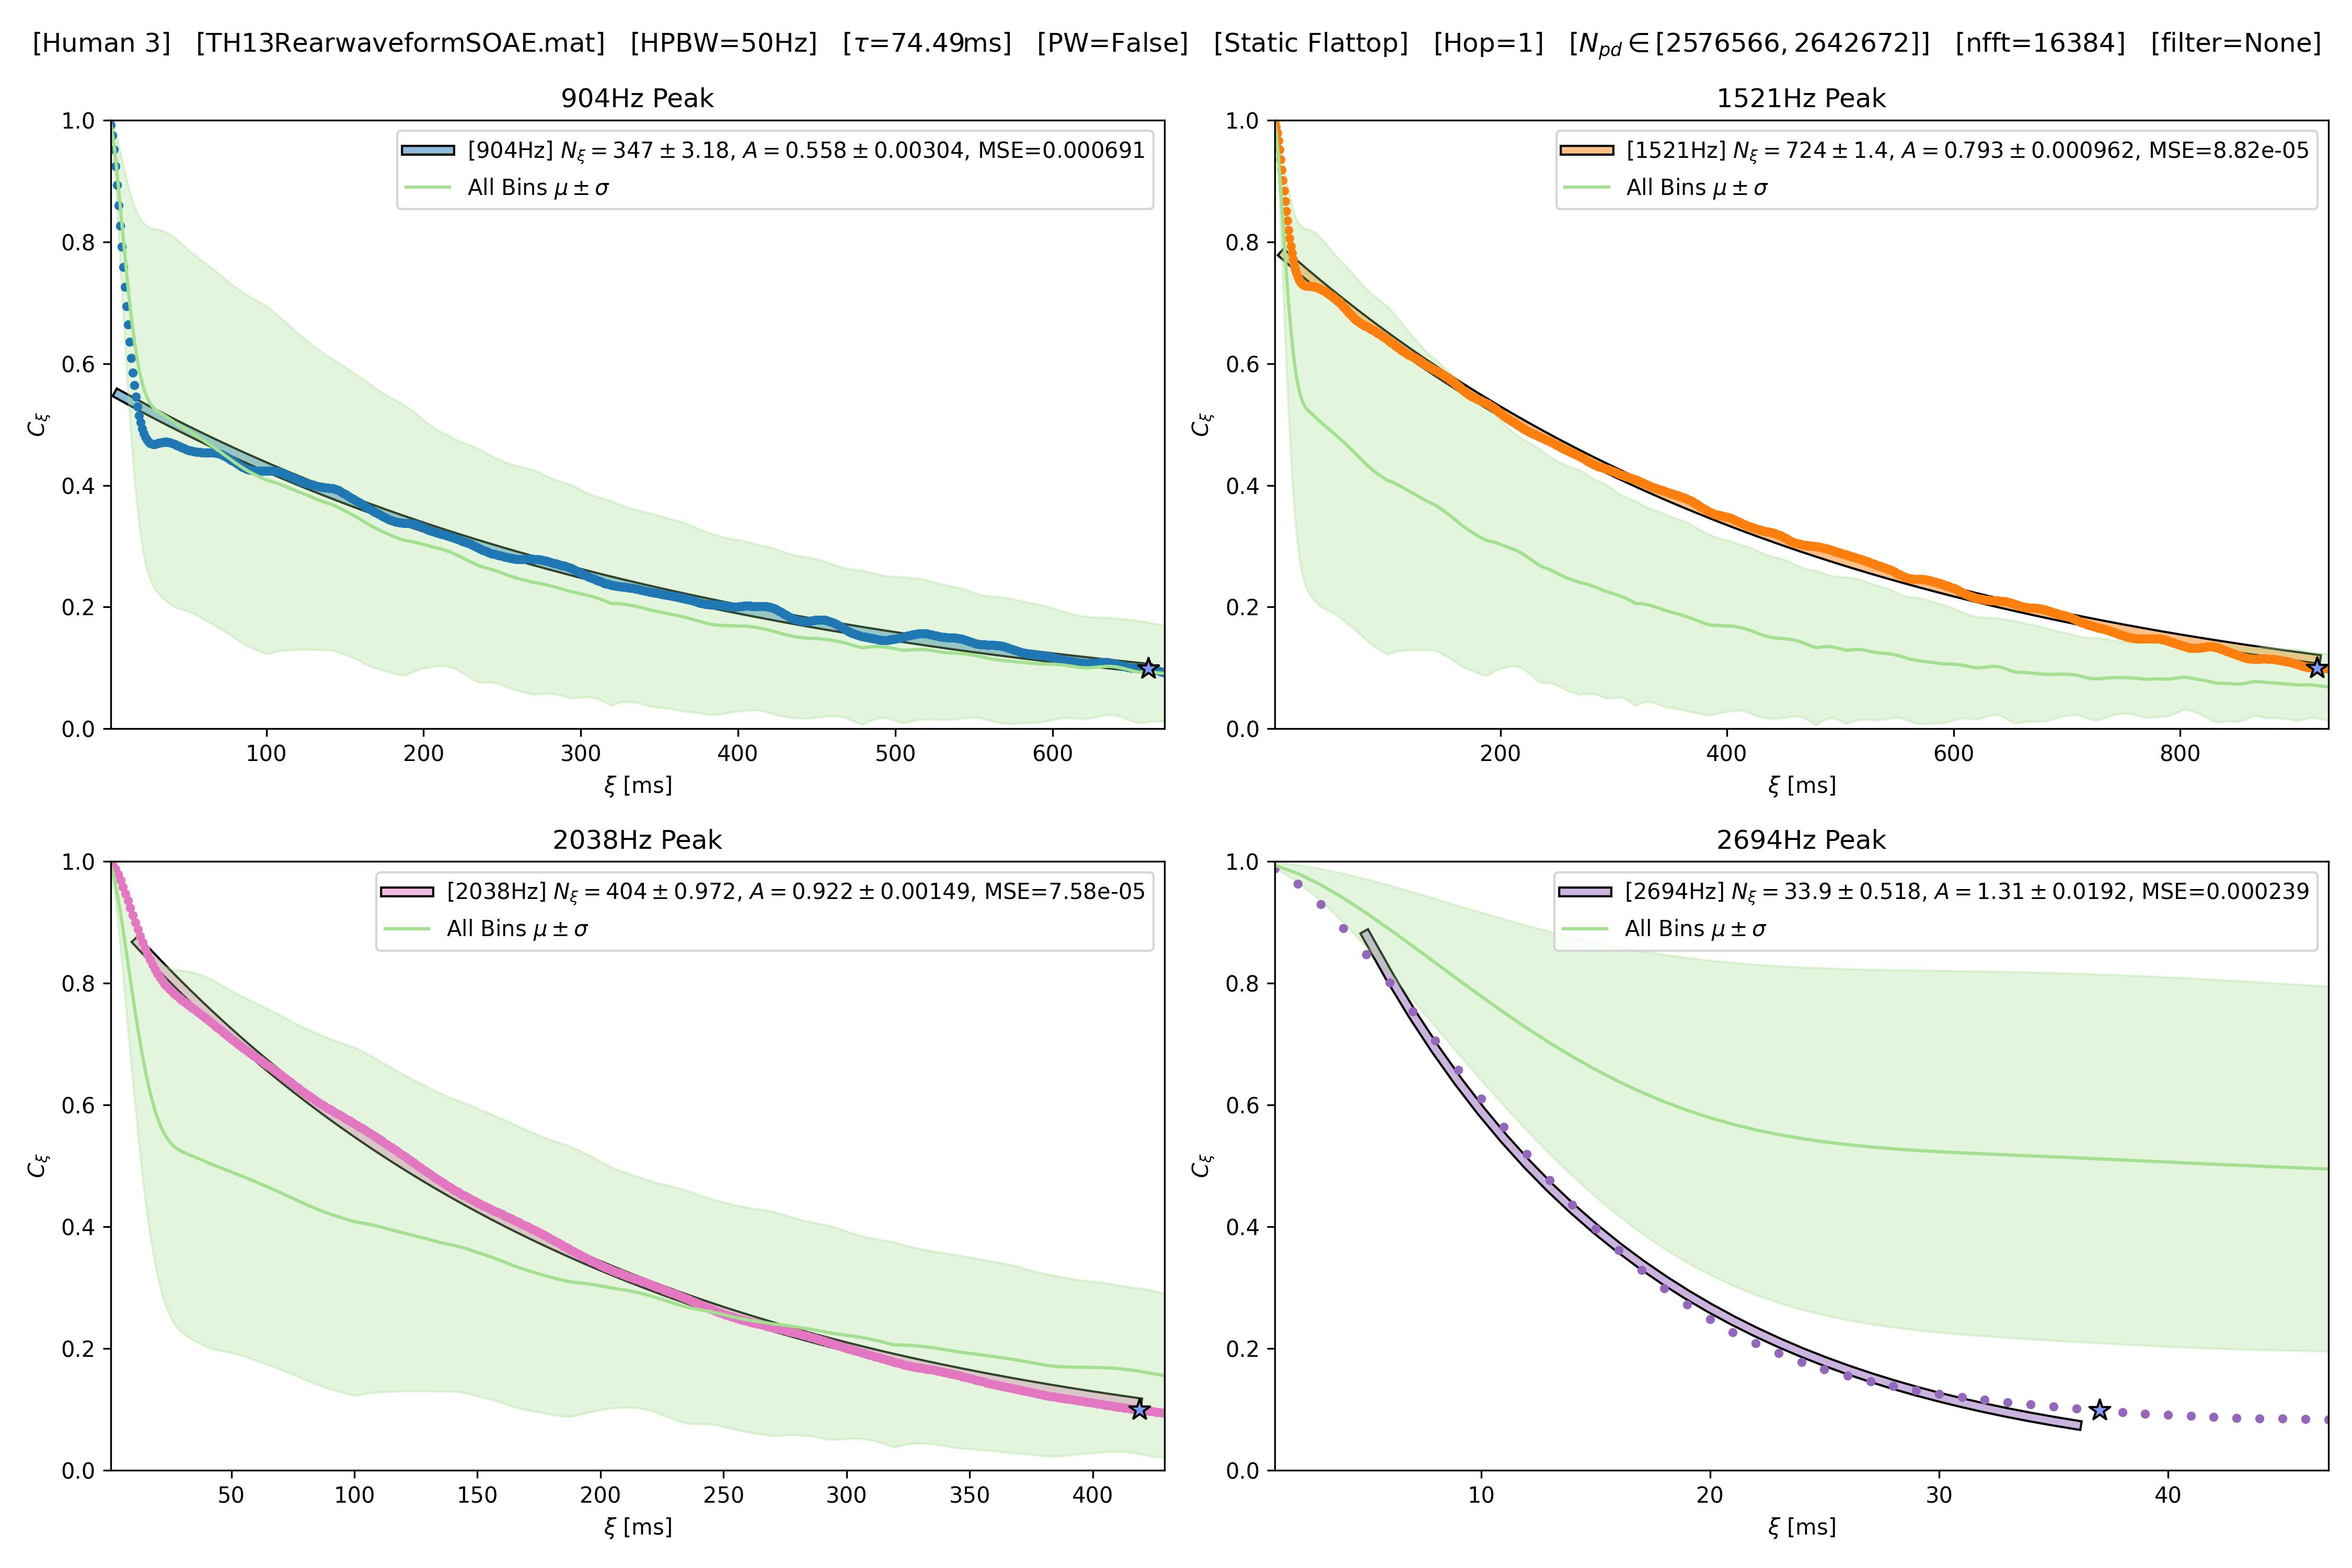 [Human 3] [TH13RearwaveformSOAE.mat] [HPBW=50Hz] [τ=74.49ms] [PW=False] [Static Flattop] [Hop=1] [N_pd ∈ [2576566, 2642672]] [nfft=16384] [filter=None]
904Hz Peak
[904Hz] N_ξ = 347 ± 3.18, A = 0.558 ± 0.00304, MSE=0.000691
All Bins μ ± σ
1.0
0.8
0.6
0.4
0.2
0.0
C_ξ
100 200 300 400 500 600
ξ [ms]
1521Hz Peak
[1521Hz] N_ξ = 724 ± 1.4, A = 0.793 ± 0.000962, MSE=8.82e-05
All Bins μ ± σ
1.0
0.8
0.6
0.4
0.2
0.0
C_ξ
200 400 600 800
ξ [ms]
2038Hz Peak
[2038Hz] N_ξ = 404 ± 0.972, A = 0.922 ± 0.00149, MSE=7.58e-05
All Bins μ ± σ
1.0
0.8
0.6
0.4
0.2
0.0
C_ξ
50 100 150 200 250 300 350 400
ξ [ms]
2694Hz Peak
[2694Hz] N_ξ = 33.9 ± 0.518, A = 1.31 ± 0.0192, MSE=0.000239
All Bins μ ± σ
1.0
0.8
0.6
0.4
0.2
0.0
C_ξ
10 20 30 40
ξ [ms]